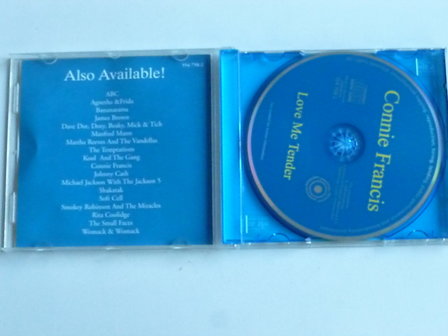 554 798-2
Also Available!
ABC
Agnetha &Frida
Bananarama
James Brown
Dave Dee, Dozy, Beaky, Mick & Tich
Manfred Mann
Martha Reeves And The Vandellas
The Temptations
Kool And The Gang
Connie Francis
Johnny Cash
Michael Jackson With The Jackson 5
Shakatak
Soft Cell
Smokey Robinson And The Miracles
Rita Coolidge
The Small Faces
Womack & Womack
Connie Francis
Love Me Tender